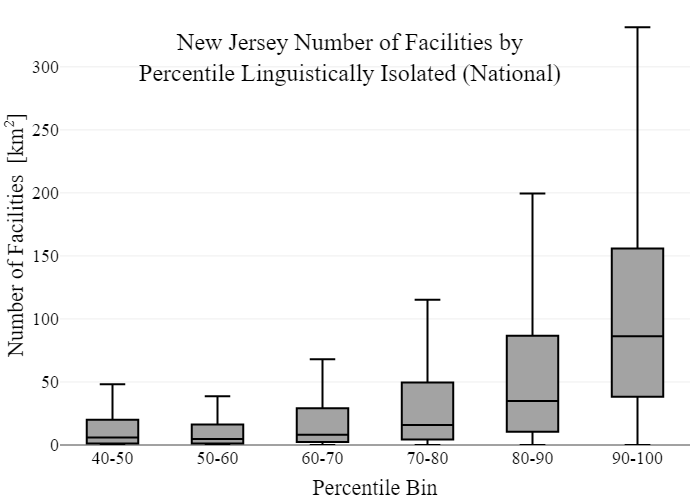 New Jersey Number of Facilities by
Percentile Linguistically Isolated (National)
Number of Facilities [km²]
300
250
200
150
100
50
0
40-50 50-60 60-70 70-80 80-90 90-100
Percentile Bin